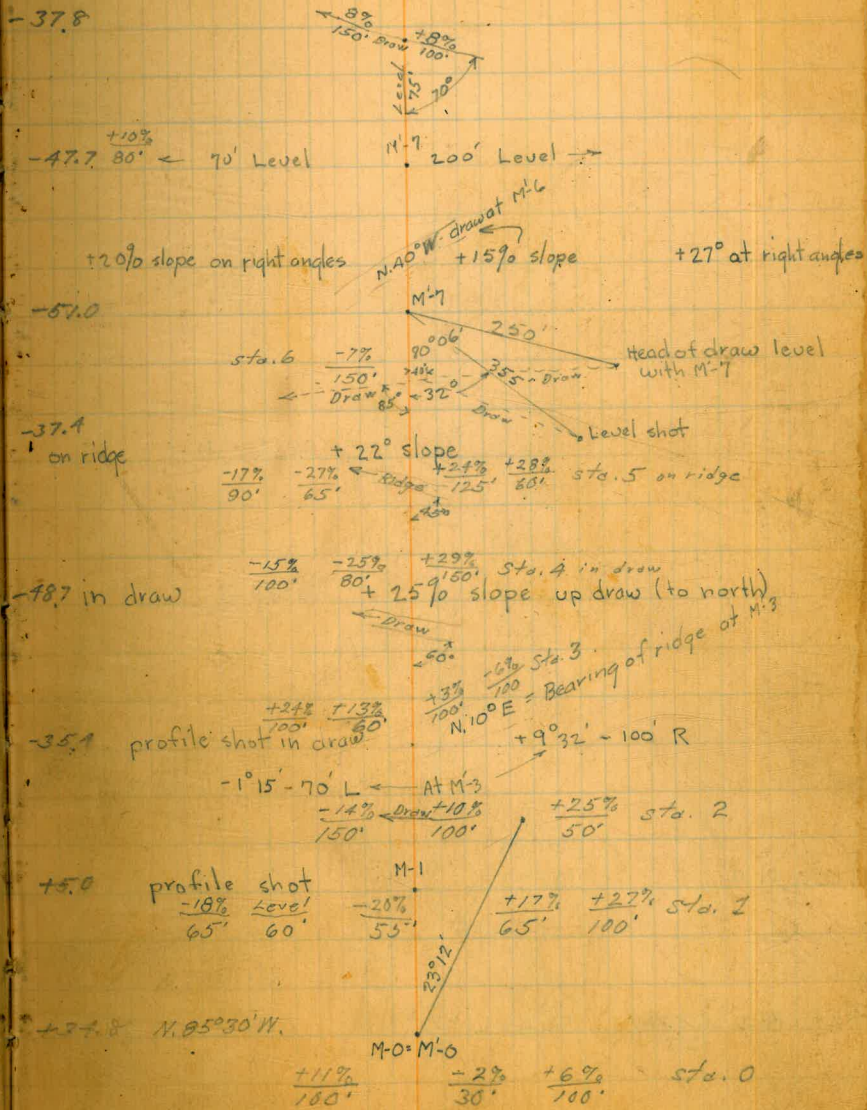 -37.8
8% +8%
150' Draw 100'
Level 75' 70°
+10%
-47.7 80' ← 70' Level M'-7 200' Level →
N.40°W. draw at M'-6
+20% slope on right angles +15% slope +27° at right angles
M'-7
-51.0
250'
90°06'
sta. 6 -7% Head of draw level
150' 355 - Draw with M'-7
Draw 85° 32°
Draw
-37.4 Level shot
on ridge + 22° slope
-17% -27% Ridge +24% +28% sta. 5 on ridge
90' 65' 125' 60'
45°
-15% -25% +29% Sta. 4 in draw
100' 80' 150'
-48.7 in draw + 25% slope up draw (to north)
Draw
60°
+3% -6% Sta. 3
100' 100
N.10°E = Bearing of ridge at M'-3
+24% +13%
100' 60'
-35.4 profile shot in draw +9°32' - 100' R
-1°15' - 70' L ← At M'-3
-14% Draw +10% +25% sta. 2
150' 100' 50'
M-1
+5.0 profile shot
-18% Level -20% +17% +27% Sta. 1
65' 60' 55' 65' 100'
23°12'
N.85°30'W.
M-0 = M'-0
+11% -2% +6% sta. 0
100' 30' 100'